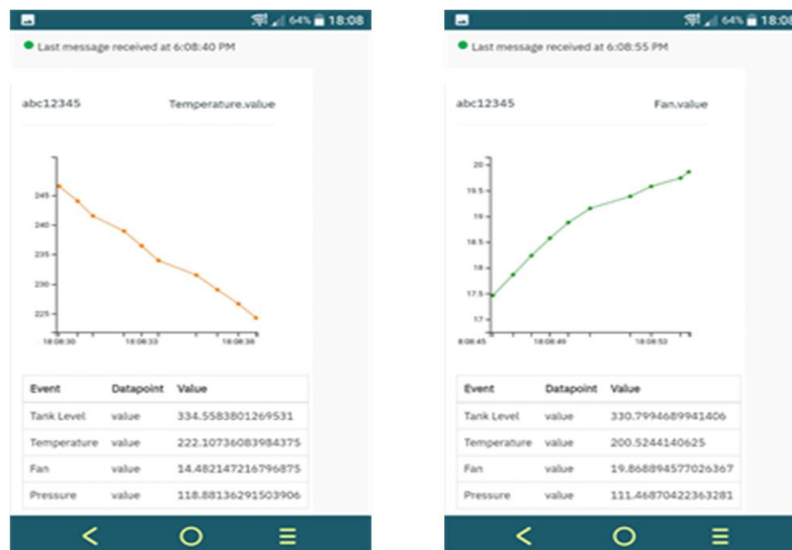 64% 18:08
Last message received at 6:08:40 PM
abc12345 Temperature.value
245
240
235
230
225
18:08:30 18:08:33 18:08:36
Event Datapoint Value
Tank Level value 334.5583801269531
Temperature value 222.10736083984375
Fan value 14.482147216796875
Pressure value 118.88136291503906
64% 18:08
Last message received at 6:08:55 PM
abc12345 Fan.value
20
19.5
19
18.5
18
17.5
17
18:08:49 18:08:53
Event Datapoint Value
Tank Level value 330.7994689941406
Temperature value 200.5244140625
Fan value 19.868894577026367
Pressure value 111.46870422363281